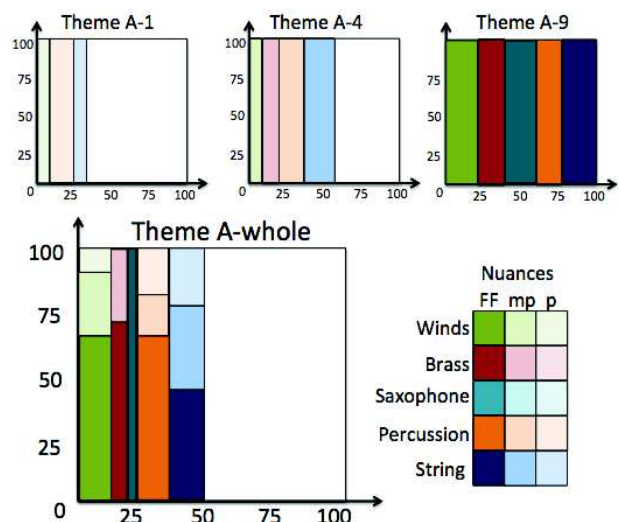 Theme A-1
100
75
50
25
0
25 50 75 100
Theme A-4
100
75
50
25
0
25 50 75 100
Theme A-9
100
75
50
25
0
25 50 75 100
Theme A-whole
100
75
50
25
0
25 50 75 100
Nuances
FF mp p
Winds
Brass
Saxophone
Percussion
String